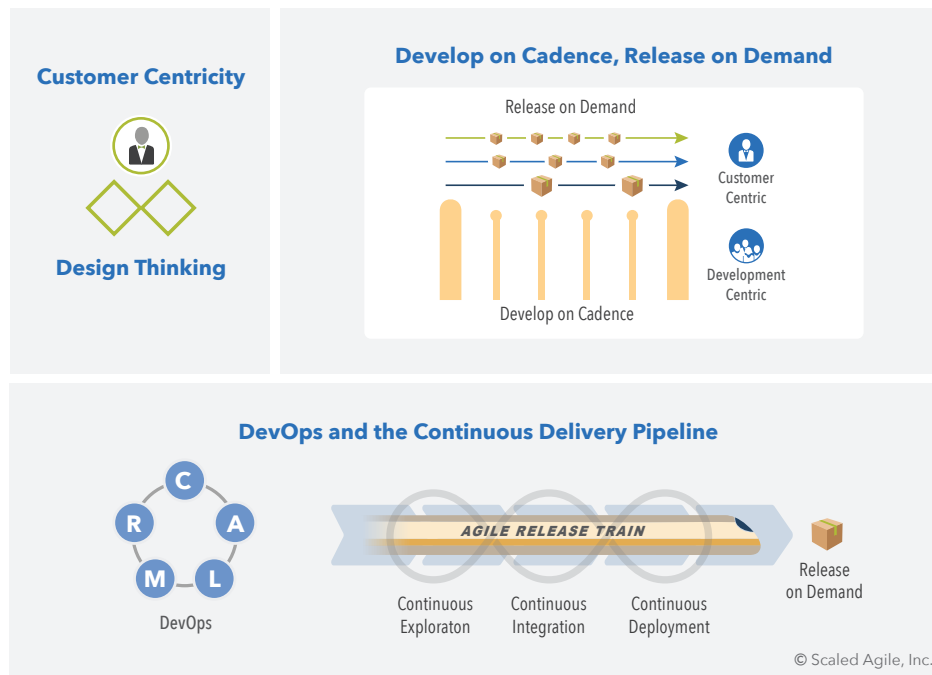 Customer Centricity
Design Thinking
Develop on Cadence, Release on Demand
Release on Demand
Customer
Centric
Development
Centric
Develop on Cadence
DevOps and the Continuous Delivery Pipeline
C
R
A
M
L
DevOps
AGILE RELEASE TRAIN
Continuous
Exploraton
Continuous
Integration
Continuous
Deployment
Release
on Demand
© Scaled Agile, Inc.